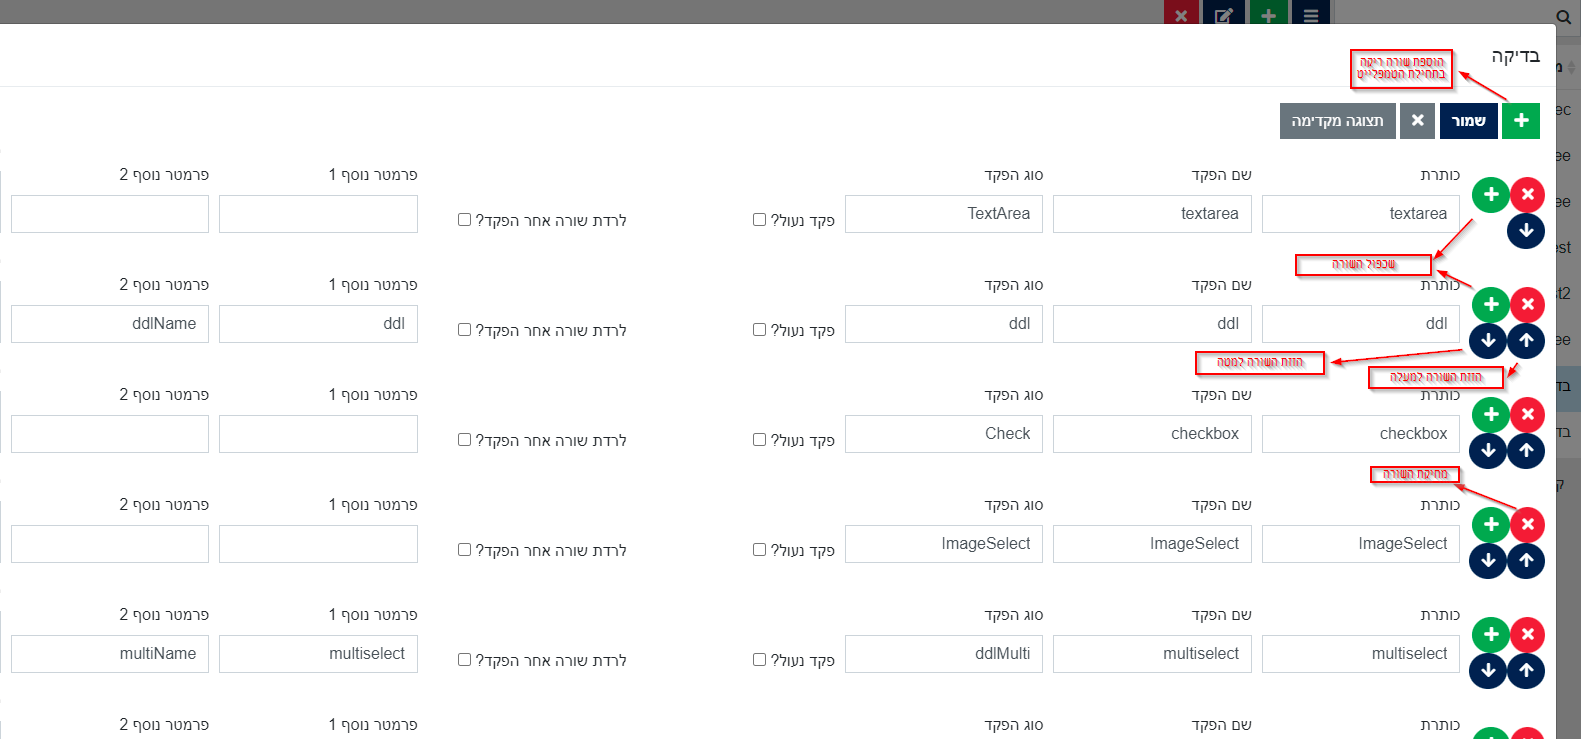 בדיקה
הוספת שורה ריקה
בתחילת הטמפלייט
שמור
תצוגה מקדימה
כותרת שם הפקד סוג הפקד פרמטר נוסף 1 פרמטר נוסף 2
textarea textarea TextArea פקד נעול? לרדת שורה אחר הפקד?
שכפול השורה
כותרת שם הפקד סוג הפקד פרמטר נוסף 1 פרמטר נוסף 2
ddl ddl ddl פקד נעול? לרדת שורה אחר הפקד? ddl ddlName
הזזת השורה למטה
הזזת השורה למעלה
כותרת שם הפקד סוג הפקד פרמטר נוסף 1 פרמטר נוסף 2
checkbox checkbox Check פקד נעול? לרדת שורה אחר הפקד?
מחיקת השורה
כותרת שם הפקד סוג הפקד פרמטר נוסף 1 פרמטר נוסף 2
ImageSelect ImageSelect ImageSelect פקד נעול? לרדת שורה אחר הפקד?
כותרת שם הפקד סוג הפקד פרמטר נוסף 1 פרמטר נוסף 2
multiselect multiselect ddlMulti פקד נעול? לרדת שורה אחר הפקד? multiselect multiName
כותרת שם הפקד סוג הפקד פרמטר נוסף 1 פרמטר נוסף 2